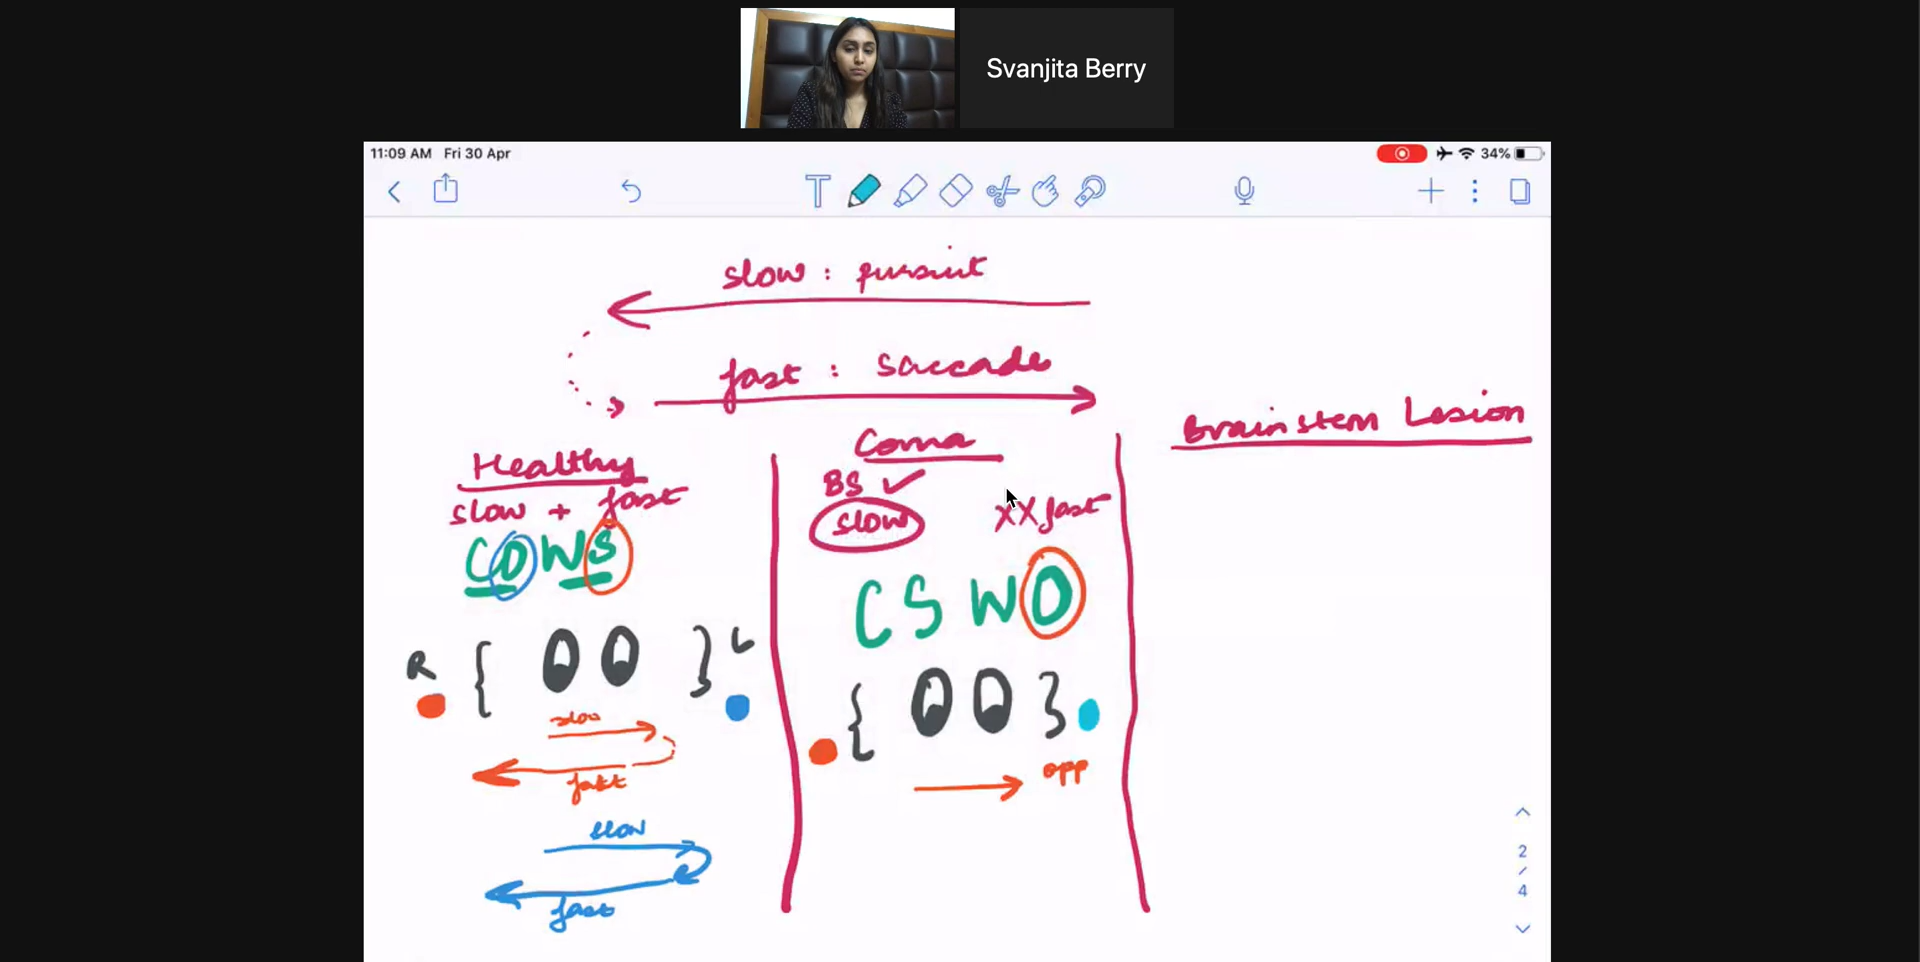 Svanjita Berry
11:09 AM Fri 30 Apr
34%
T
slow : pursuit
fast : saccade
Healthy
slow + fast
COWS
R L
slow
fast
slow
fast
Coma
BS ✓
slow XX fast
CSWO
opp
Brainstem Lesion
2
/
4